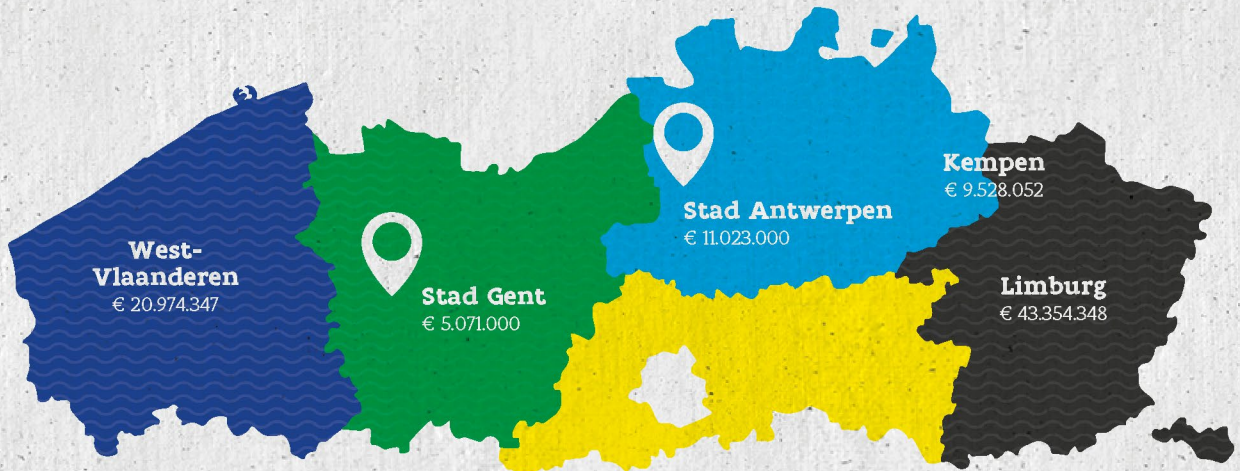 West-
Vlaanderen
€ 20.974.347
Stad Gent
€ 5.071.000
Stad Antwerpen
€ 11.023.000
Kempen
€ 9.528.052
Limburg
€ 43.354.348